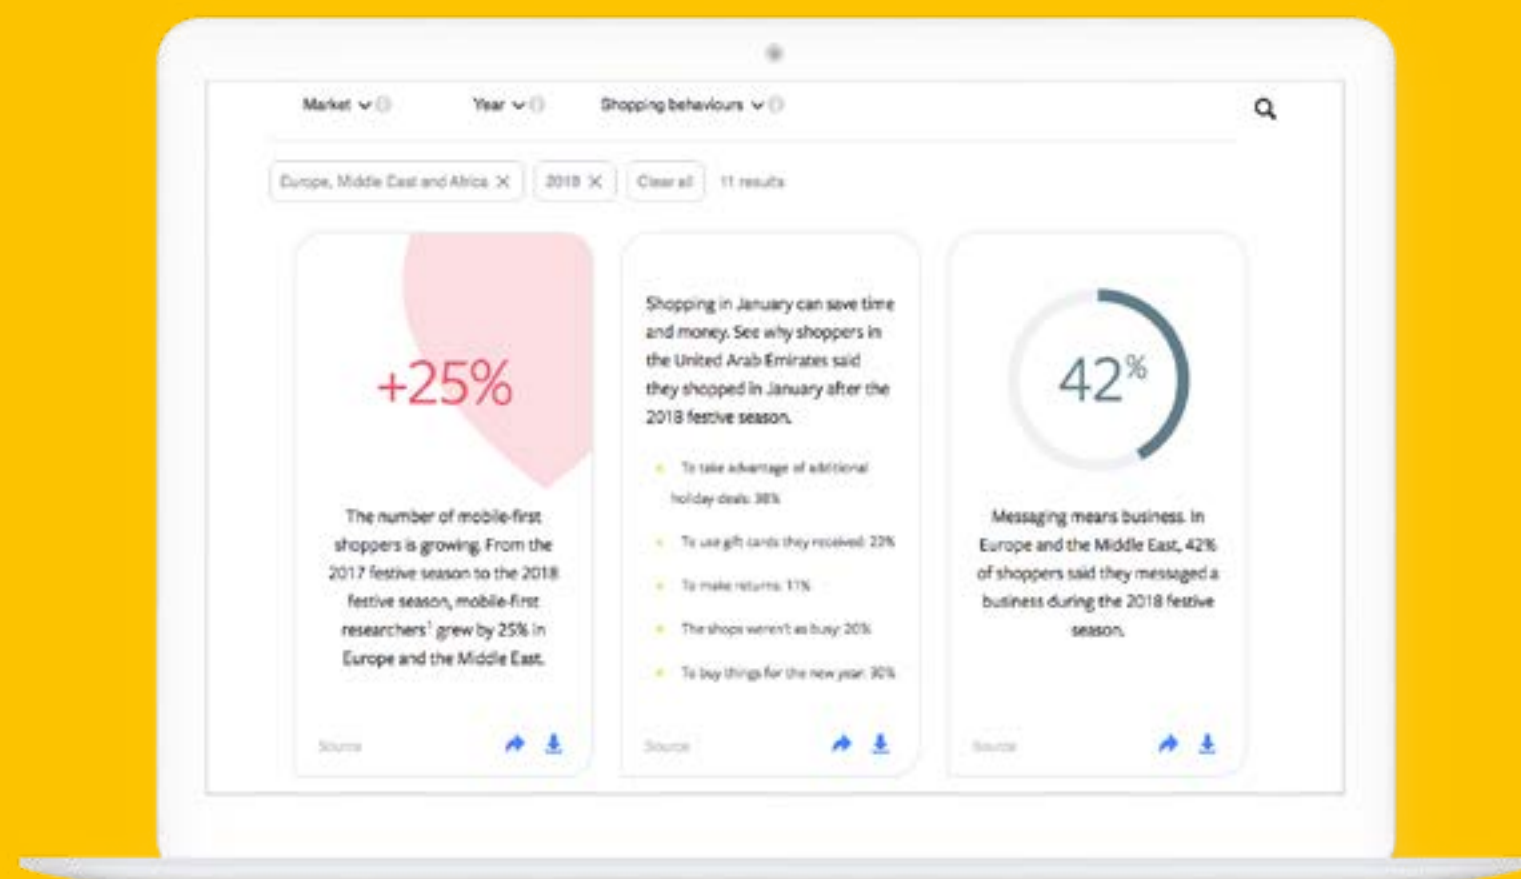 Market
Year
Shopping behaviours
Europe, Middle East and Africa
2018
Clear all
11 results
+25%
The number of mobile-first
shoppers is growing. From the
2017 festive season to the 2018
festive season, mobile-first
researchers¹ grew by 25% in
Europe and the Middle East.
Source
Shopping in January can save time
and money. See why shoppers in
the United Arab Emirates said
they shopped in January after the
2018 festive season.
To take advantage of additional
holiday deals: 38%
To use gift cards they received: 23%
To make returns: 11%
The shops weren't as busy: 20%
To buy things for the new year: 30%
Source
42%
Messaging means business. In
Europe and the Middle East, 42%
of shoppers said they messaged a
business during the 2018 festive
season.
Source